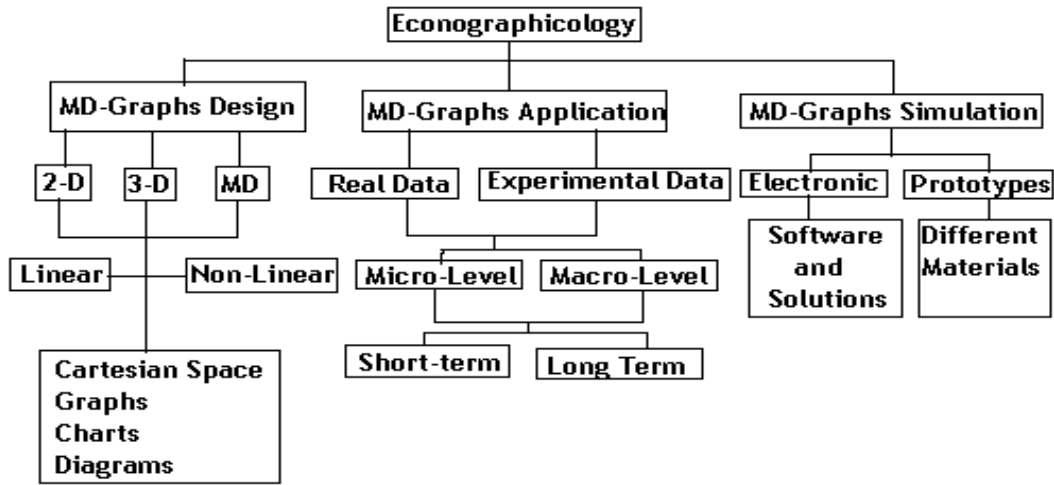 Econographicology
MD-Graphs Design
MD-Graphs Application
MD-Graphs Simulation
2-D
3-D
MD
Real Data
Experimental Data
Electronic
Prototypes
Linear
Non-Linear
Micro-Level
Macro-Level
Software
and
Solutions
Different
Materials
Short-term
Long Term
Cartesian Space
Graphs
Charts
Diagrams